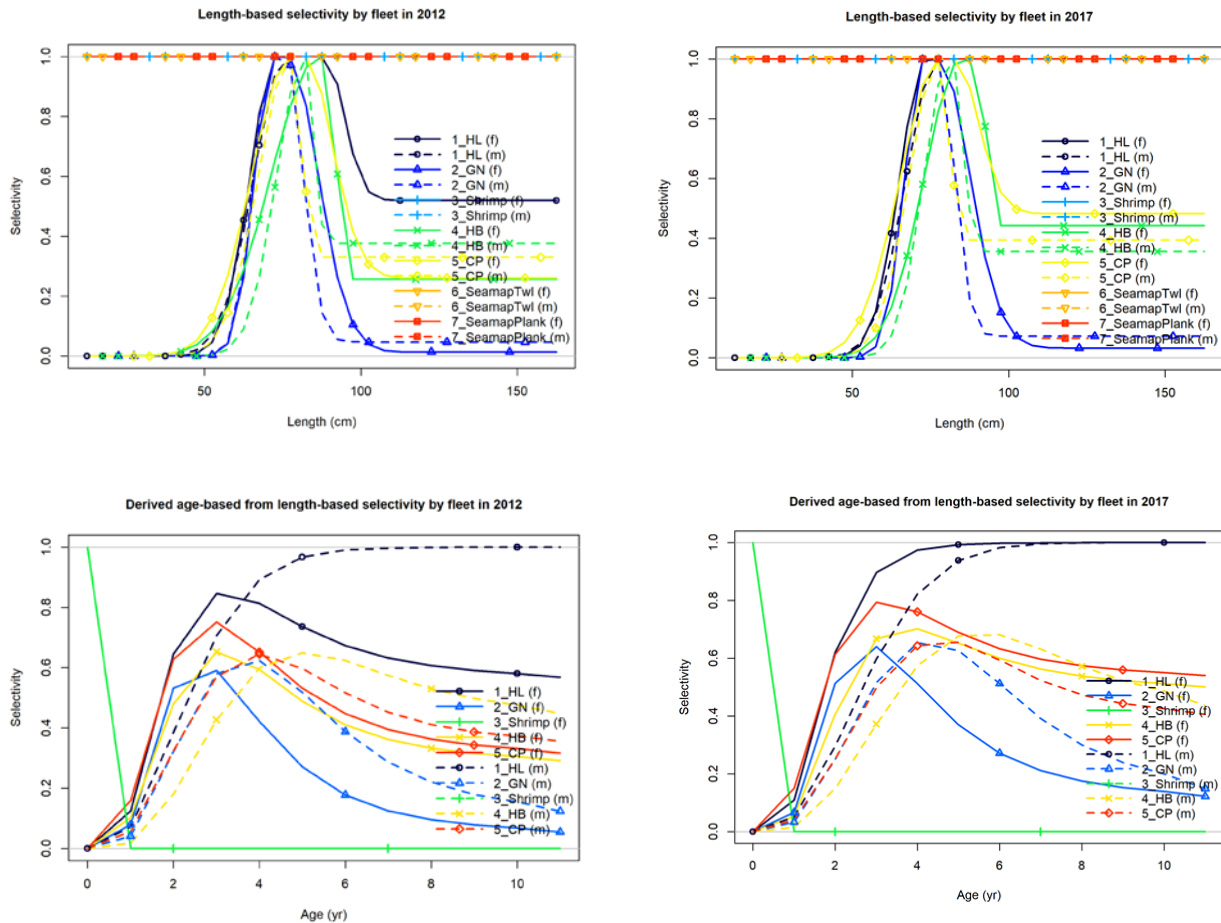 Length-based selectivity by fleet in 2012
Selectivity
1.0
0.8
0.6
0.4
0.2
0.0
1_HL (f)
1_HL (m)
2_GN (f)
2_GN (m)
3_Shrimp (f)
3_Shrimp (m)
4_HB (f)
4_HB (m)
5_CP (f)
5_CP (m)
6_SeamapTwl (f)
6_SeamapTwl (m)
7_SeamapPlank (f)
7_SeamapPlank (m)
50 100 150
Length (cm)
Length-based selectivity by fleet in 2017
Selectivity
1.0
0.8
0.6
0.4
0.2
0.0
1_HL (f)
1_HL (m)
2_GN (f)
2_GN (m)
3_Shrimp (f)
3_Shrimp (m)
4_HB (f)
4_HB (m)
5_CP (f)
5_CP (m)
6_SeamapTwl (f)
6_SeamapTwl (m)
7_SeamapPlank (f)
7_SeamapPlank (m)
50 100 150
Length (cm)
Derived age-based from length-based selectivity by fleet in 2012
Selectivity
1.0
0.8
0.6
0.4
0.2
0.0
1_HL (f)
2_GN (f)
3_Shrimp (f)
4_HB (f)
5_CP (f)
1_HL (m)
2_GN (m)
3_Shrimp (m)
4_HB (m)
5_CP (m)
0 2 4 6 8 10
Age (yr)
Derived age-based from length-based selectivity by fleet in 2017
Selectivity
1.0
0.8
0.6
0.4
0.2
0.0
1_HL (f)
2_GN (f)
3_Shrimp (f)
4_HB (f)
5_CP (f)
1_HL (m)
2_GN (m)
3_Shrimp (m)
4_HB (m)
5_CP (m)
0 2 4 6 8 10
Age (yr)